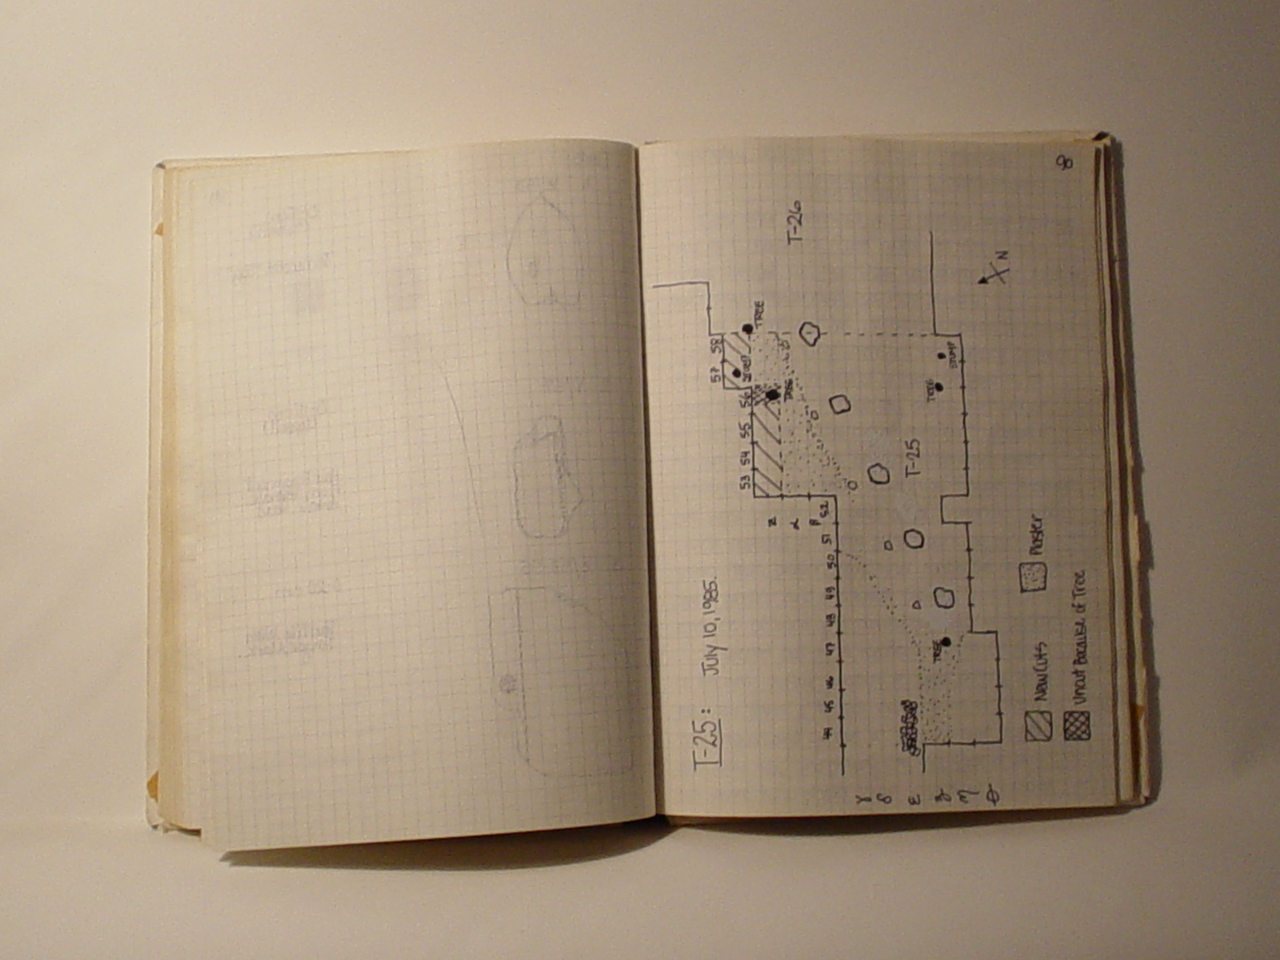 8
T-25: July 10, 1985.
T-26
N
53 54 55 56 57 58
TREE
STUMP
TREE
44 45 46 47 48 49 50 51 52
α
β
γ
δ
ε
ζ
η
θ
T-25
TREE
STUMP
TREE
New Cuts
Plaster
Uncut Because of Tree